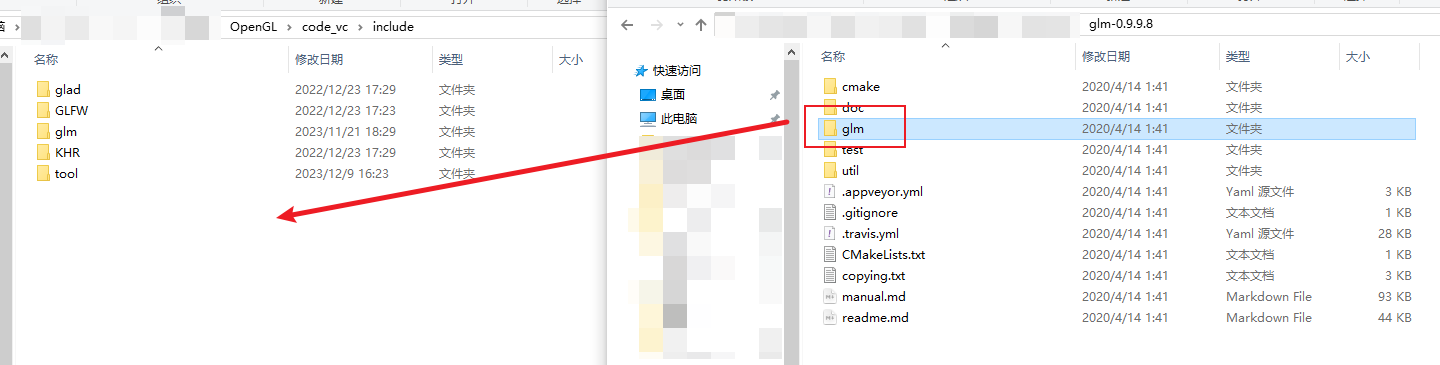 OpenGL > code_vc > include
名称 修改日期 类型 大小
glad 2022/12/23 17:29 文件夹
GLFW 2022/12/23 17:23 文件夹
glm 2023/11/21 18:29 文件夹
KHR 2022/12/23 17:29 文件夹
tool 2023/12/9 16:23 文件夹
glm-0.9.9.8
快速访问
桌面
此电脑
名称 修改日期 类型 大小
cmake 2020/4/14 1:41 文件夹
doc 2020/4/14 1:41 文件夹
glm 2020/4/14 1:41 文件夹
test 2020/4/14 1:41 文件夹
util 2020/4/14 1:41 文件夹
.appveyor.yml 2020/4/14 1:41 Yaml 源文件 3 KB
.gitignore 2020/4/14 1:41 文本文档 1 KB
.travis.yml 2020/4/14 1:41 Yaml 源文件 28 KB
CMakeLists.txt 2020/4/14 1:41 文本文档 1 KB
copying.txt 2020/4/14 1:41 文本文档 3 KB
manual.md 2020/4/14 1:41 Markdown File 93 KB
readme.md 2020/4/14 1:41 Markdown File 44 KB